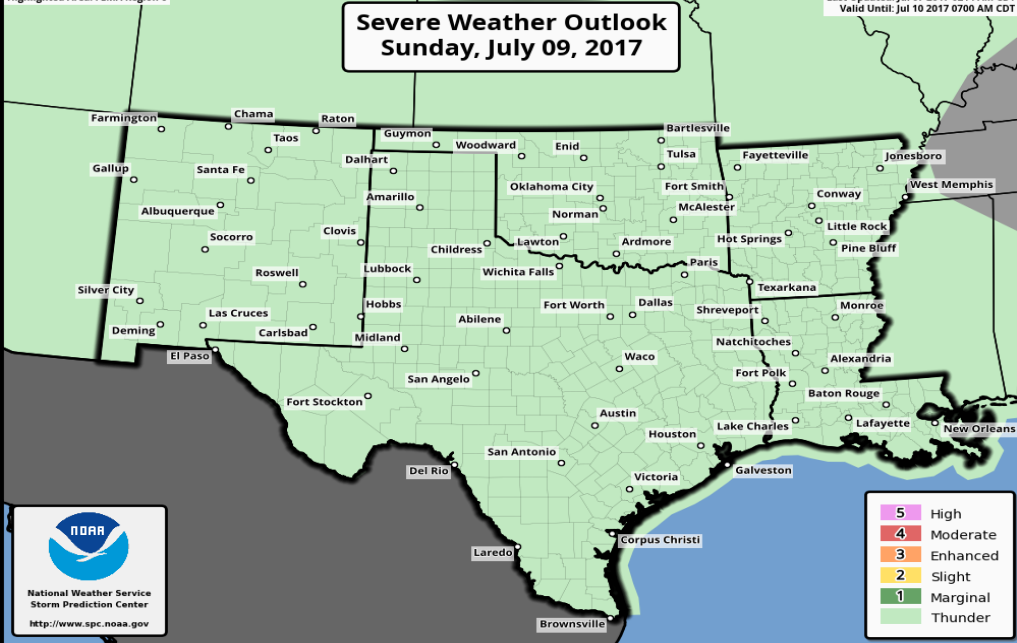 Valid Until: Jul 10 2017 0700 AM CDT
Severe Weather Outlook
Sunday, July 09, 2017
Farmington
Chama
Raton
Guymon
Bartlesville
Taos
Woodward
Enid
Tulsa
Fayetteville
Jonesboro
Gallup
Santa Fe
Dalhart
Oklahoma City
Fort Smith
West Memphis
Amarillo
Conway
Albuquerque
Norman
McAlester
Little Rock
Socorro
Clovis
Childress
Lawton
Ardmore
Hot Springs
Pine Bluff
Roswell
Lubbock
Wichita Falls
Paris
Silver City
Texarkana
Las Cruces
Hobbs
Fort Worth
Dallas
Shreveport
Monroe
Deming
Carlsbad
Midland
Abilene
Natchitoches
El Paso
Waco
Alexandria
San Angelo
Fort Polk
Fort Stockton
Baton Rouge
Austin
Lake Charles
Lafayette
New Orleans
Houston
San Antonio
Del Rio
Galveston
Victoria
Corpus Christi
Laredo
Brownsville
NOAA
National Weather Service
Storm Prediction Center
http://www.spc.noaa.gov
5 High
4 Moderate
3 Enhanced
2 Slight
1 Marginal
Thunder